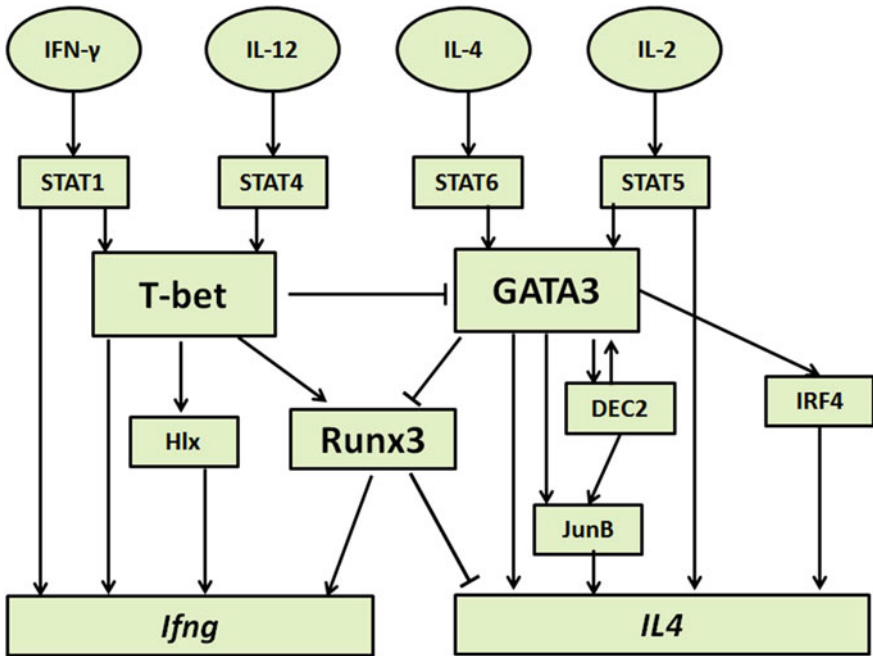 IFN-γ
IL-12
IL-4
IL-2
STAT1
STAT4
STAT6
STAT5
T-bet
GATA3
DEC2
IRF4
Hlx
Runx3
JunB
Ifng
IL4